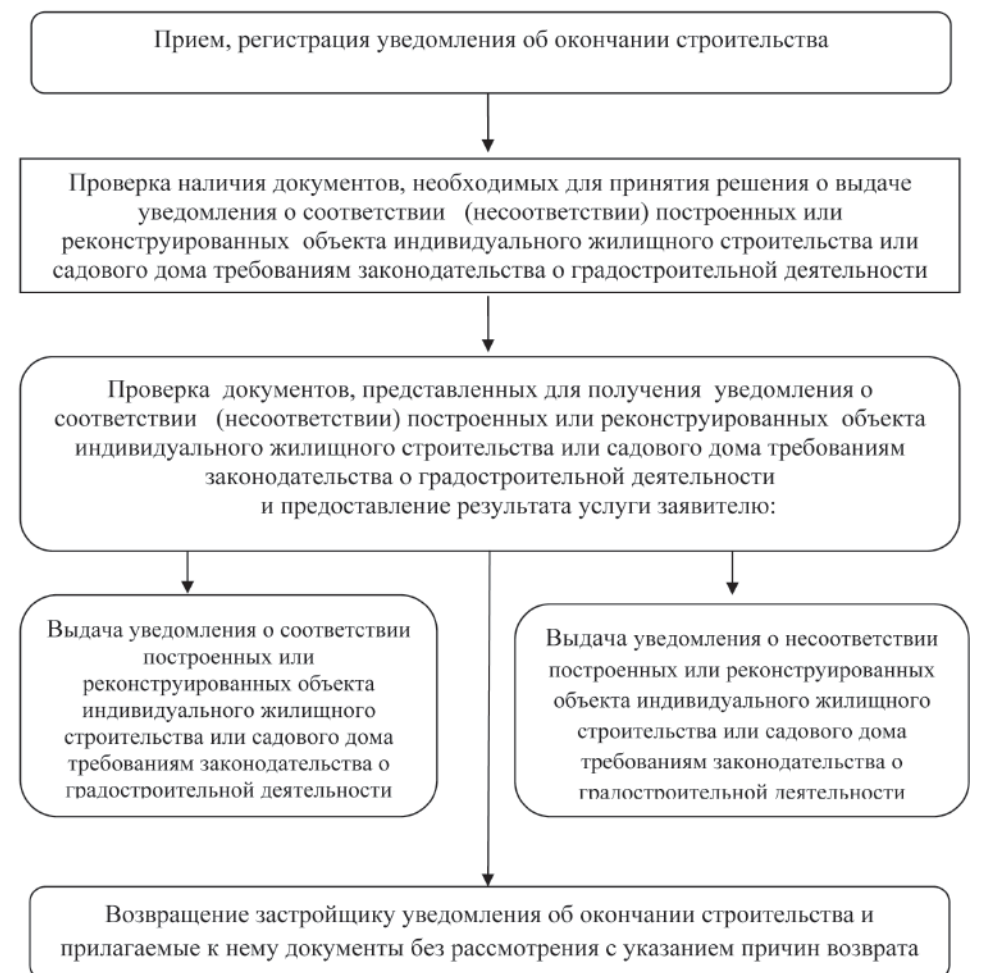 Прием, регистрация уведомления об окончании строительства
Проверка наличия документов, необходимых для принятия решения о выдаче
уведомления о соответствии (несоответствии) построенных или
реконструированных объекта индивидуального жилищного строительства или
садового дома требованиям законодательства о градостроительной деятельности
Проверка документов, представленных для получения уведомления о
соответствии (несоответствии) построенных или реконструированных объекта
индивидуального жилищного строительства или садового дома требованиям
законодательства о градостроительной деятельности
и предоставление результата услуги заявителю:
Выдача уведомления о соответствии
построенных или
реконструированных объекта
индивидуального жилищного
строительства или садового дома
требованиям законодательства о
градостроительной деятельности
Выдача уведомления о несоответствии
построенных или реконструированных
объекта индивидуального жилищного
строительства или садового дома
требованиям законодательства о
градостроительной деятельности
Возвращение застройщику уведомления об окончании строительства и
прилагаемые к нему документы без рассмотрения с указанием причин возврата